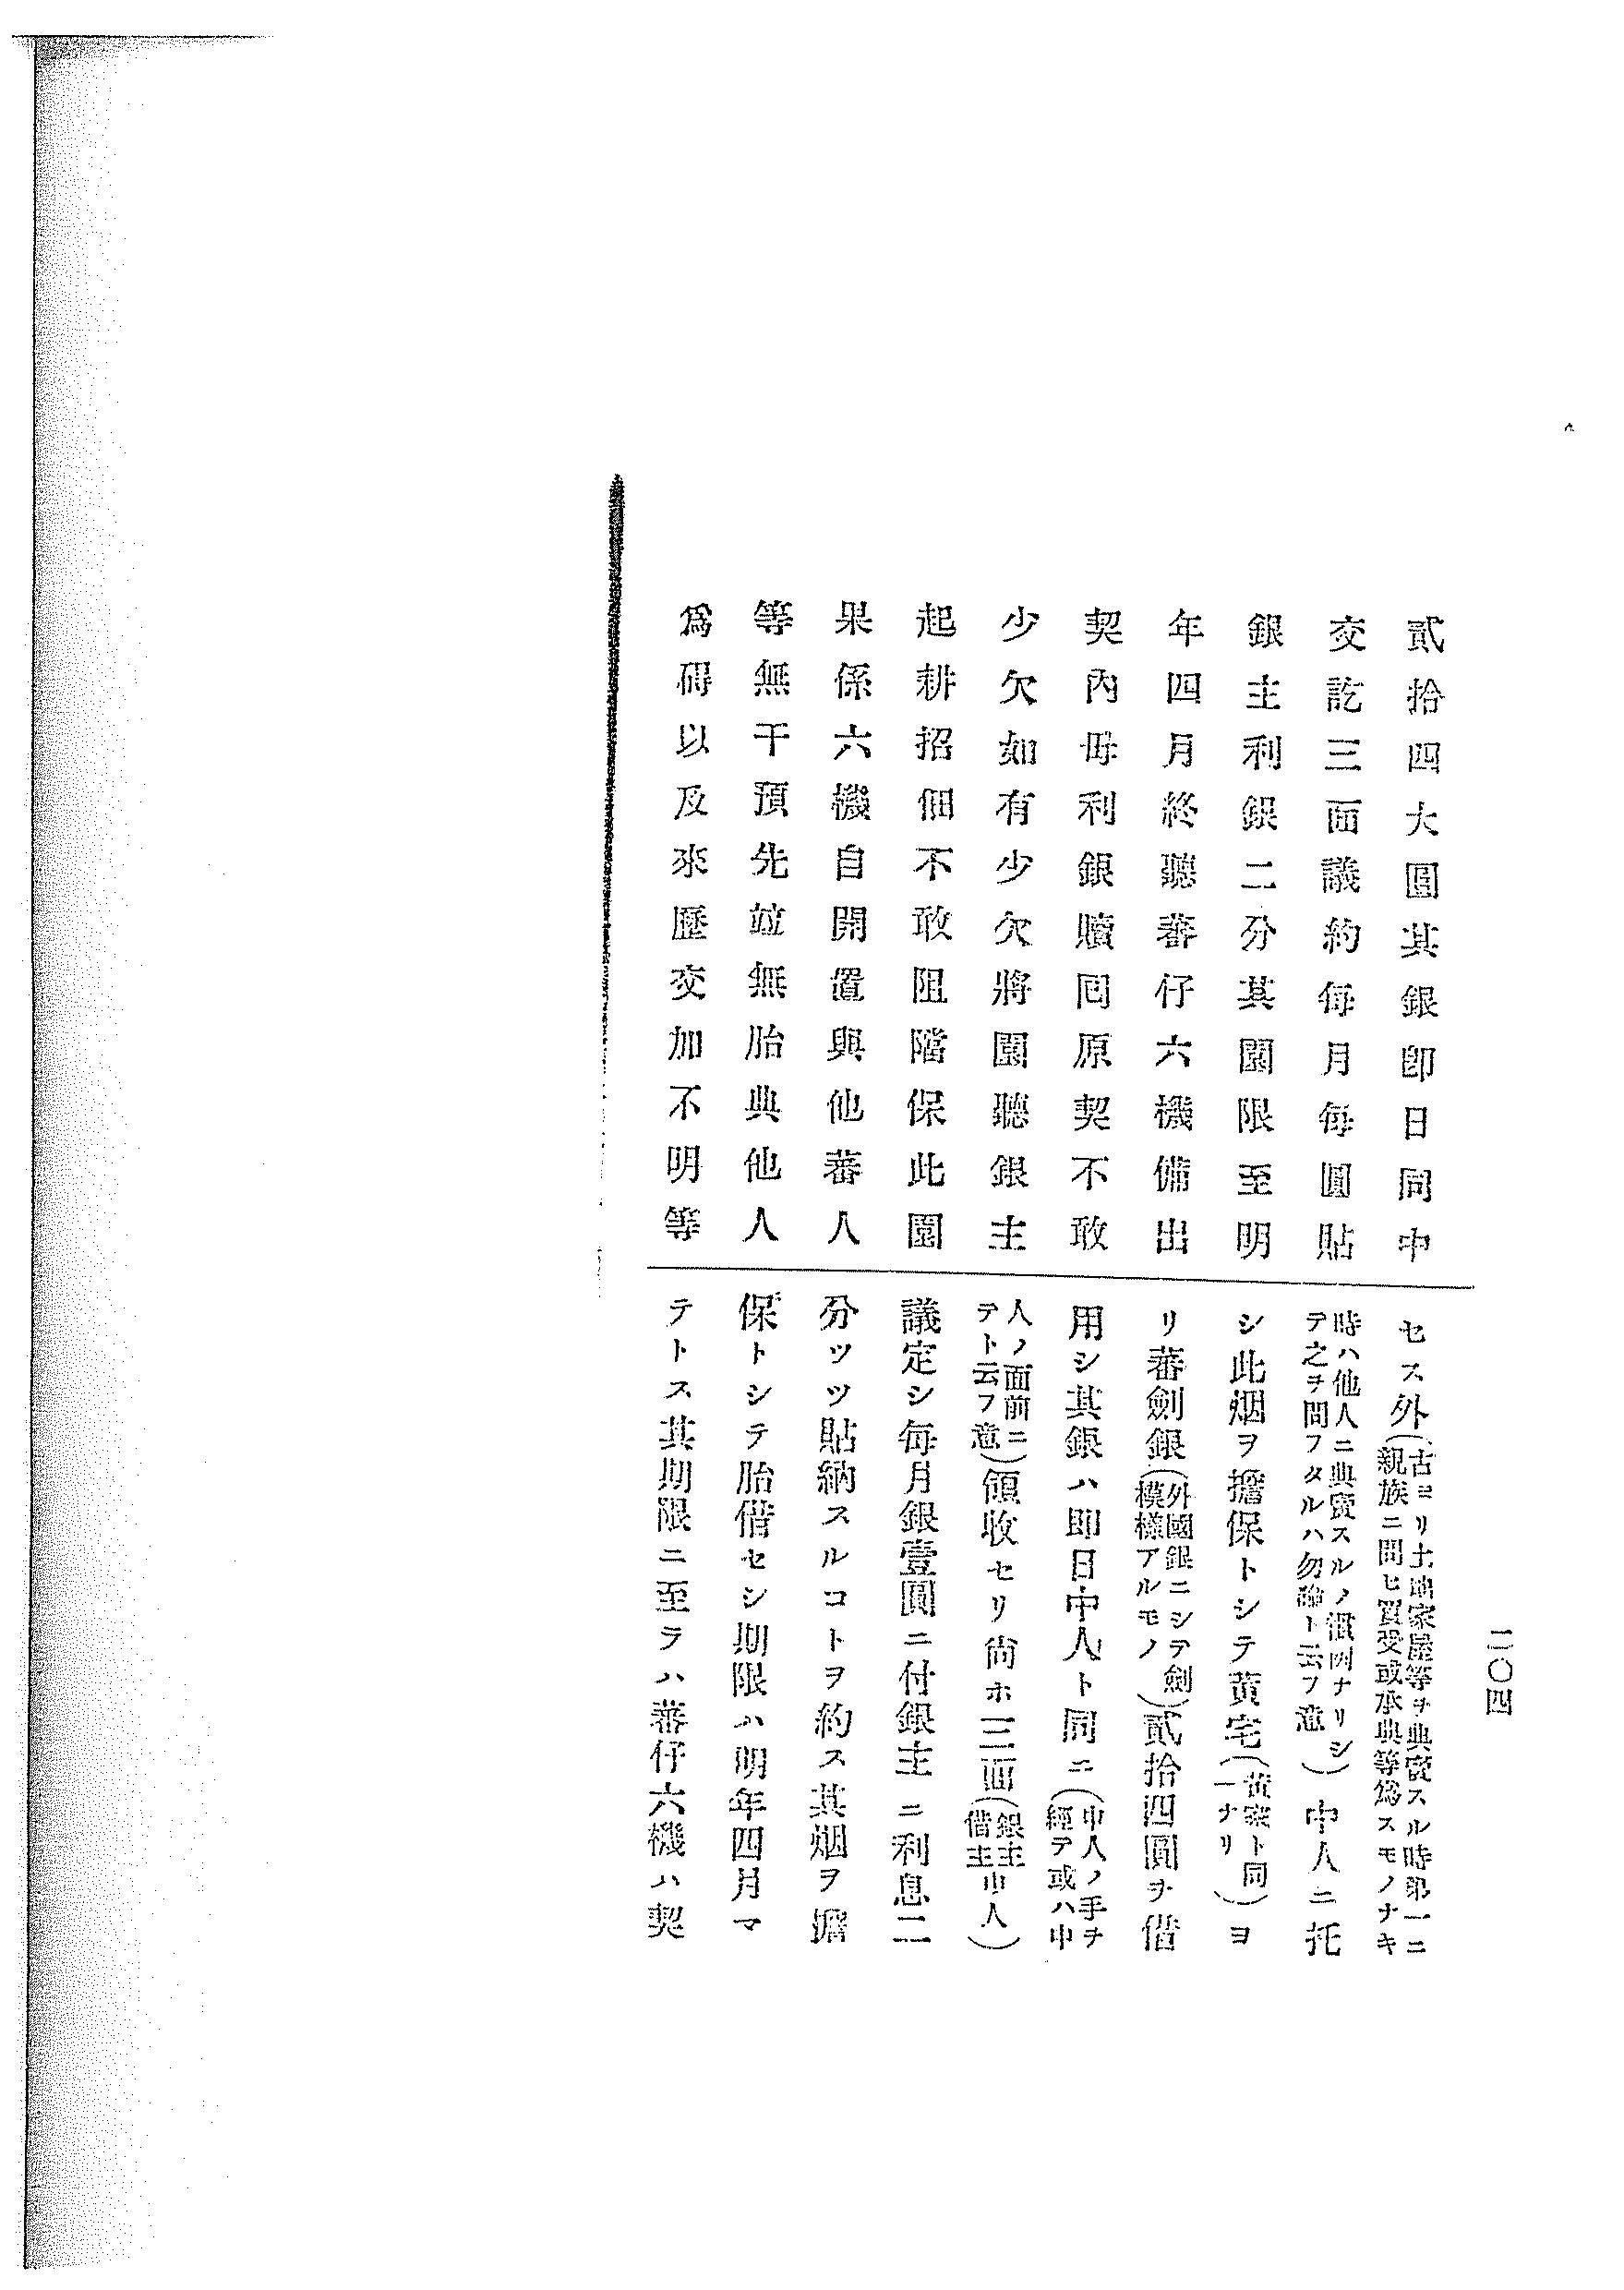 二〇四
貳拾四大圓其銀卽日同中
交訖三面議約每月每圓貼
銀主利銀二分其園限至明
年四月終聽蕃仔六機備出
契內母利銀贖回原契不敢
少欠如有少欠將園聽銀主
起耕招佃不敢阻擋保此園
果係六機自開置與他蕃人
等無干預先並無胎典他人
爲碍以及來歷交加不明等
セス外(古ヨリ土地家屋等ヲ典賣スル時第一ニ親族ニ問ヒ買受或承典等爲スモノナキ
時ハ他人ニ典賣スルノ慣例ナリシ)テ之ヲ問フタルハ勿論ト云フ意)中人ニ托
シ此烟ヲ擔保トシテ黃宅(黃家ト同一ナリ)ヨ
リ蕃劍銀(外國銀ニシテ劍模樣アルモノ)貳拾四圓ヲ借
用シ其銀ハ卽日中人ト同ニ(中人ノ手ヲ經テ或ハ中
人ノ面前ニテト云フ意)領收セリ尙ホ三面(銀主借主中人)
議定シ每月銀壹圓ニ付銀主ニ利息二
分ッツ貼納スルコトヲ約ス其烟ヲ擔
保トシテ胎借セシ期限ハ明年四月マ
テトス其期限ニ至ラハ蕃仔六機ハ契